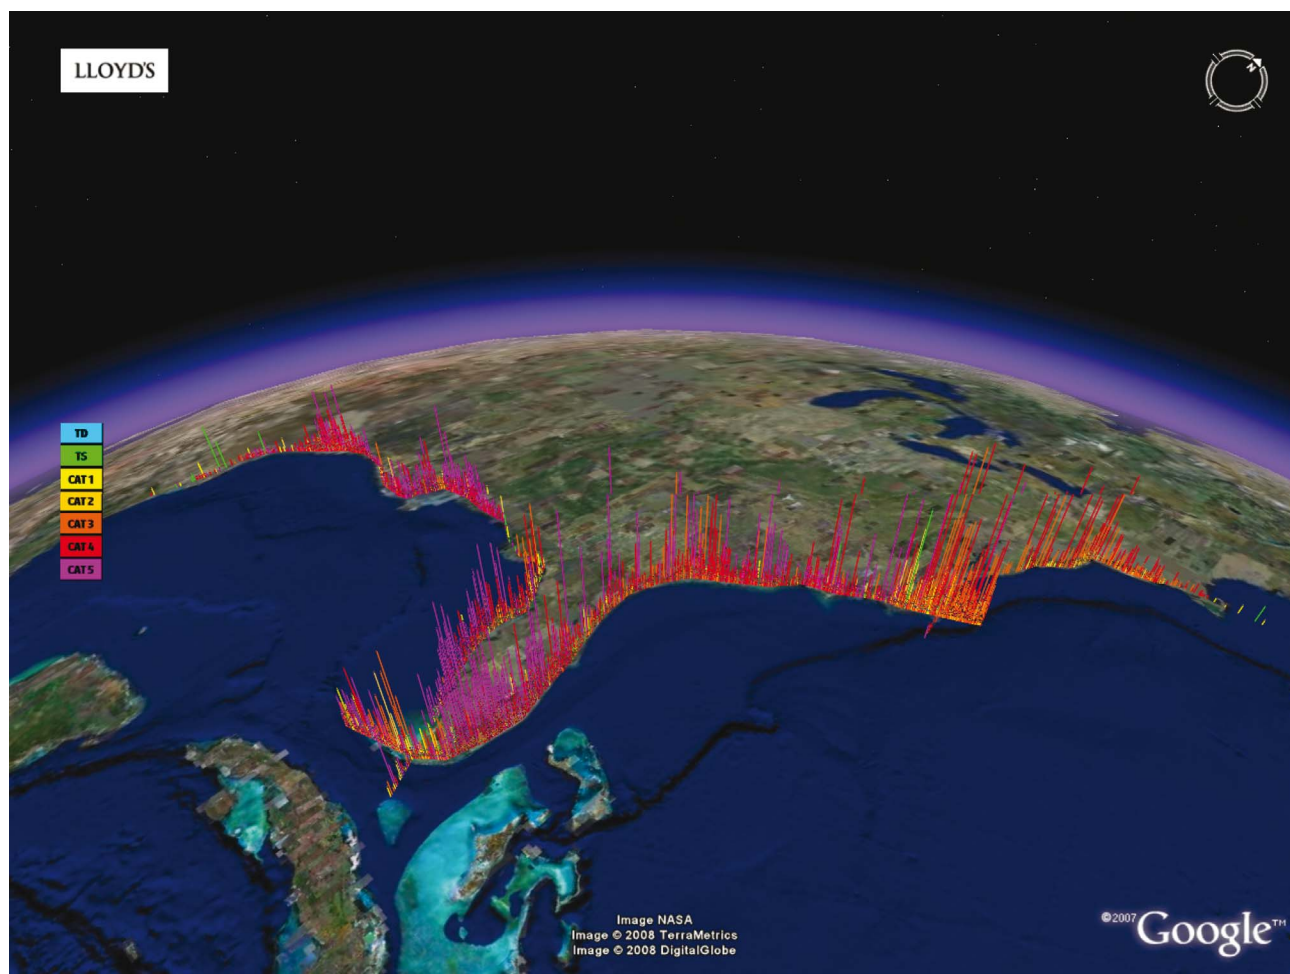 LLOYD'S
N
TD
TS
CAT 1
CAT 2
CAT 3
CAT 4
CAT 5
Image NASA
Image © 2008 TerraMetrics
Image © 2008 DigitalGlobe
©2007 Google™